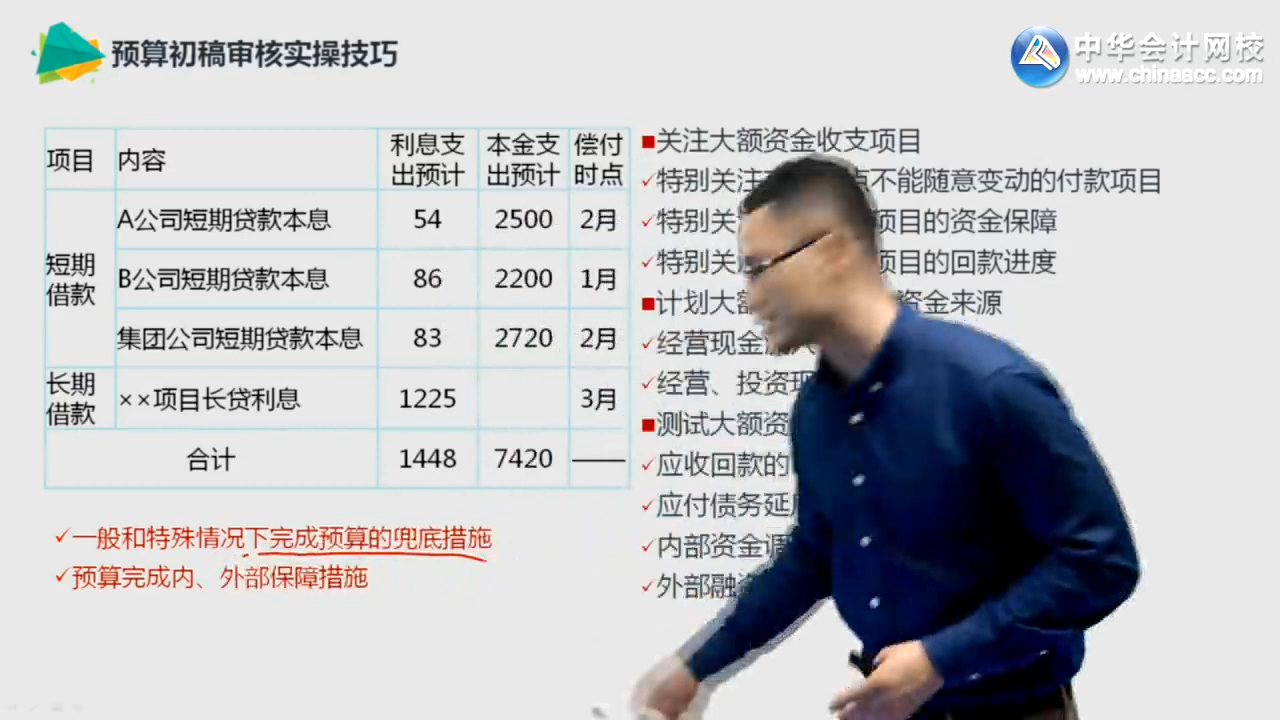 预算初稿审核实操技巧
中华会计网校
www.chinaacc.com
项目 内容 利息支出预计 本金支出预计 偿付时点
短期借款 A公司短期贷款本息 54 2500 2月
B公司短期贷款本息 86 2200 1月
集团公司短期贷款本息 83 2720 2月
长期借款 ××项目长贷利息 1225 3月
合计 1448 7420 ——
✓一般和特殊情况下完成预算的兜底措施
✓预算完成内、外部保障措施
■关注大额资金收支项目
✓特别关注 不能随意变动的付款项目
✓特别关 项目的资金保障
✓特别关 项目的回款进度
■计划大额 资金来源
✓经营现金
✓经营、投资现
■测试大额资
✓应收回款的
✓应付债务延
✓内部资金调
✓外部融